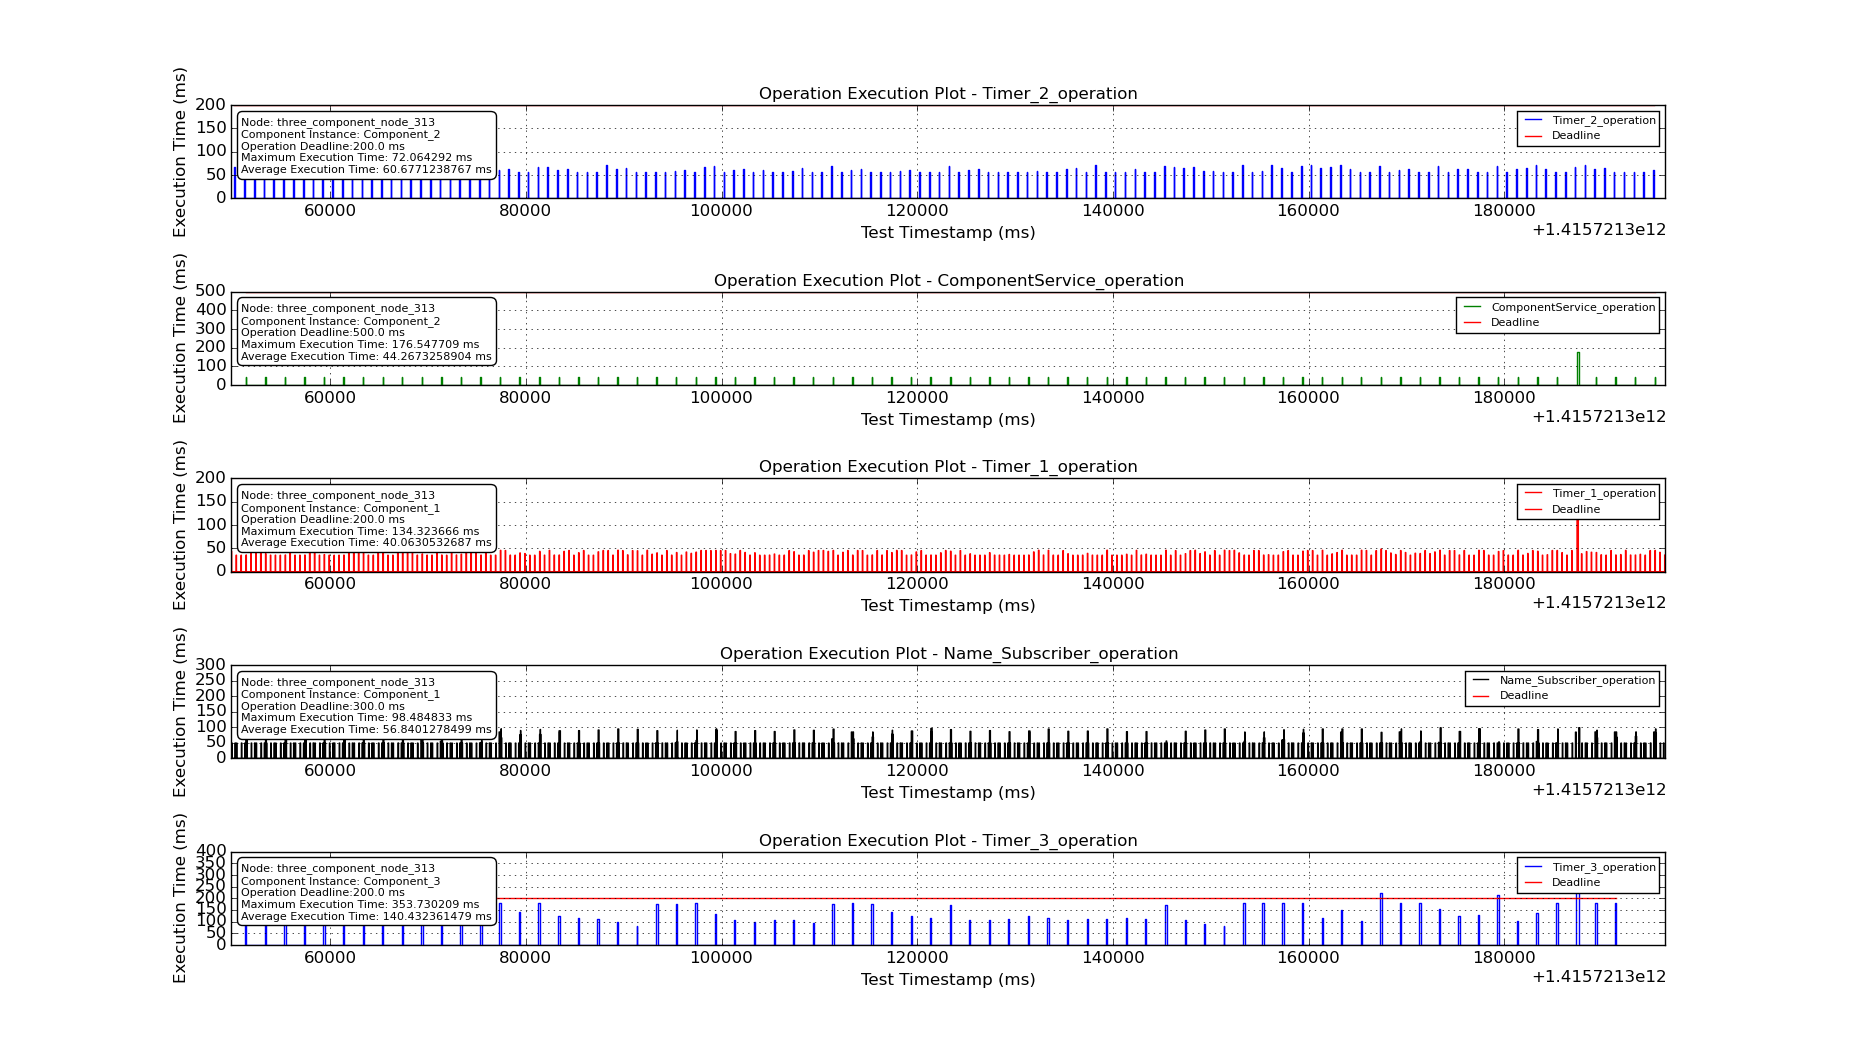 Operation Execution Plot - Timer_2_operation
Execution Time (ms)
200
150
100
50
0
Node: three_component_node_313
Component Instance: Component_2
Operation Deadline:200.0 ms
Maximum Execution Time: 72.064292 ms
Average Execution Time: 60.6771238767 ms
Timer_2_operation
Deadline
60000 80000 100000 120000 140000 160000 180000
Test Timestamp (ms)
+1.4157213e12
Operation Execution Plot - ComponentService_operation
Execution Time (ms)
500
400
300
200
100
0
Node: three_component_node_313
Component Instance: Component_2
Operation Deadline:500.0 ms
Maximum Execution Time: 176.547709 ms
Average Execution Time: 44.2673258904 ms
ComponentService_operation
Deadline
60000 80000 100000 120000 140000 160000 180000
Test Timestamp (ms)
+1.4157213e12
Operation Execution Plot - Timer_1_operation
Execution Time (ms)
200
150
100
50
0
Node: three_component_node_313
Component Instance: Component_1
Operation Deadline:200.0 ms
Maximum Execution Time: 134.323666 ms
Average Execution Time: 40.0630532687 ms
Timer_1_operation
Deadline
60000 80000 100000 120000 140000 160000 180000
Test Timestamp (ms)
+1.4157213e12
Operation Execution Plot - Name_Subscriber_operation
Execution Time (ms)
300
250
200
150
100
50
0
Node: three_component_node_313
Component Instance: Component_1
Operation Deadline:300.0 ms
Maximum Execution Time: 98.484833 ms
Average Execution Time: 56.8401278499 ms
Name_Subscriber_operation
Deadline
60000 80000 100000 120000 140000 160000 180000
Test Timestamp (ms)
+1.4157213e12
Operation Execution Plot - Timer_3_operation
Execution Time (ms)
400
350
300
250
200
150
100
50
0
Node: three_component_node_313
Component Instance: Component_3
Operation Deadline:200.0 ms
Maximum Execution Time: 353.730209 ms
Average Execution Time: 140.432361479 ms
Timer_3_operation
Deadline
60000 80000 100000 120000 140000 160000 180000
Test Timestamp (ms)
+1.4157213e12